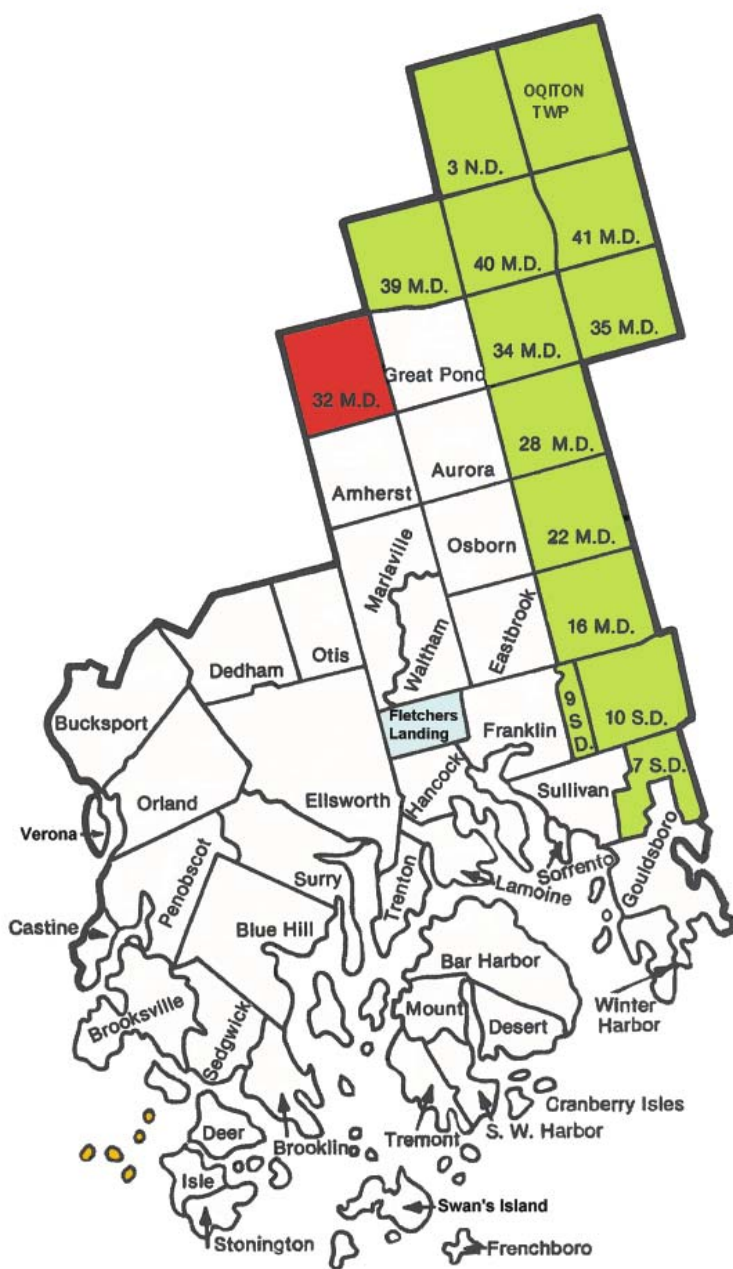 OQITON
TWP
3 N.D.
41 M.D.
40 M.D.
39 M.D.
35 M.D.
34 M.D.
Great Pond
32 M.D.
28 M.D.
Aurora
Amherst
22 M.D.
Osborn
Mariaville
Waltham
Eastbrook
16 M.D.
Otis
Dedham
9
S
D.
10 S.D.
Bucksport
Fletchers
Landing
Franklin
7 S.D.
Hancock
Sullivan
Orland
Ellsworth
Verona
Gouldsboro
Sorrento
Lamoine
Surry
Trenton
Penobscot
Castine
Blue Hill
Bar Harbor
Winter
Harbor
Brooksville
Mount
Desert
Sedgwick
Cranberry Isles
Deer
Brooklin
Tremont
S. W. Harbor
Isle
Swan's Island
Stonington
Frenchboro